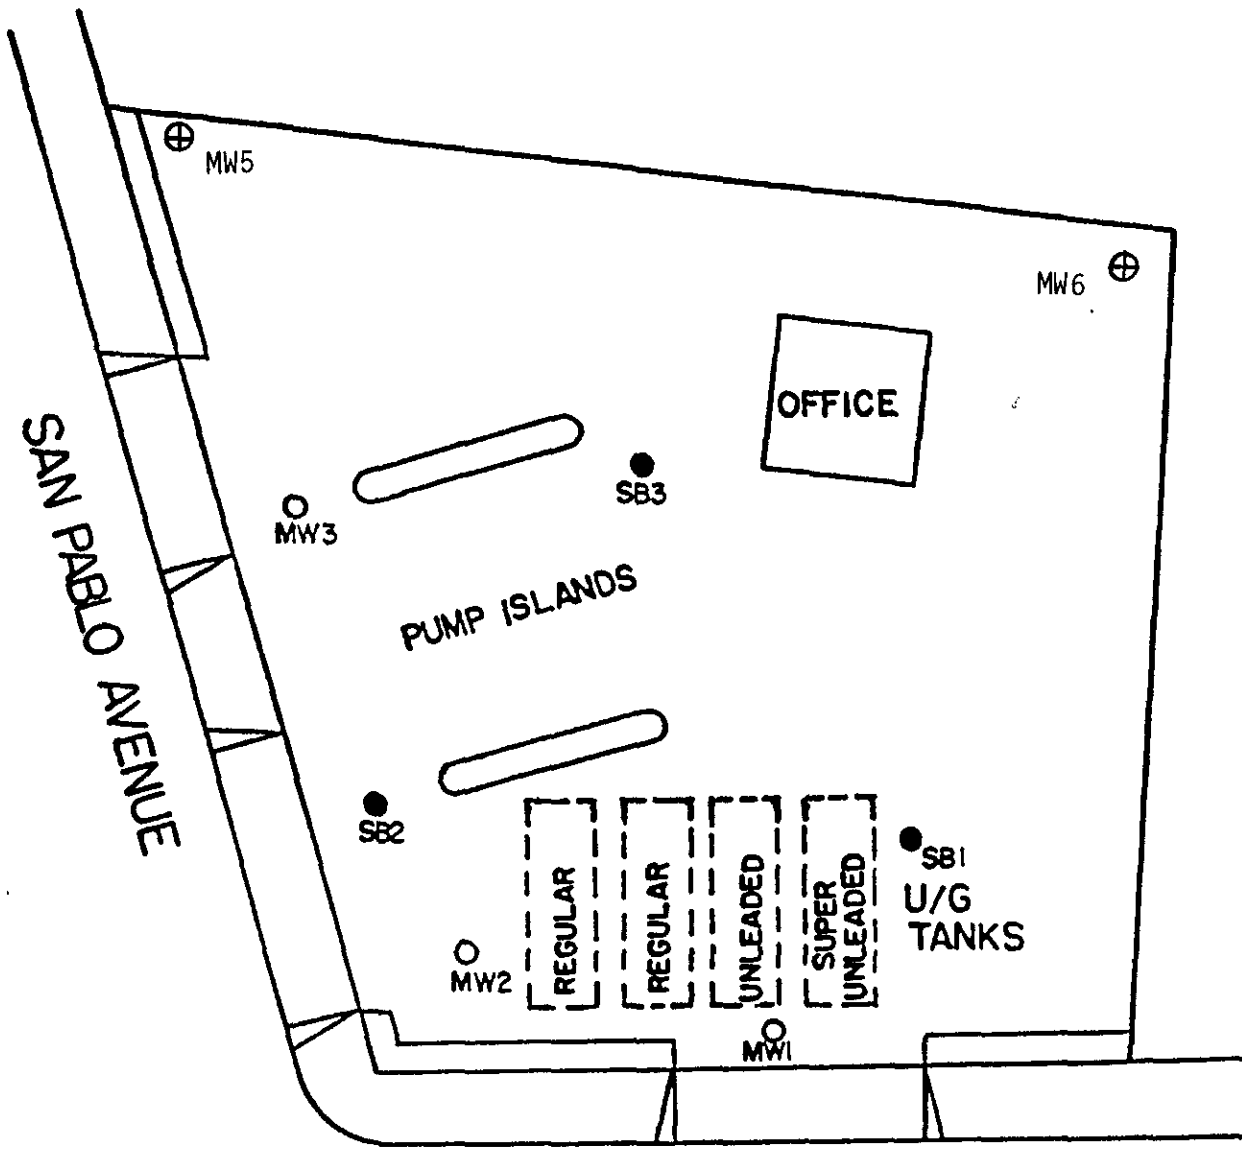 MW5
MW6
OFFICE
SB3
MW3
SAN PABLO AVENUE
PUMP ISLANDS
SB2
SB1
U/G
TANKS
REGULAR
REGULAR
UNLEADED
SUPER
UNLEADED
MW2
MW1